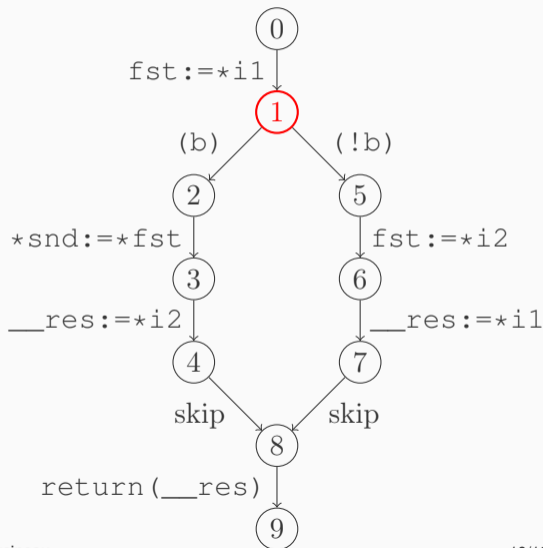 0
fst:=*i1
1
(b) (!b)
2 5
*snd:=*fst fst:=*i2
3 6
__res:=*i2 __res:=*i1
4 7
skip skip
8
return(__res)
9